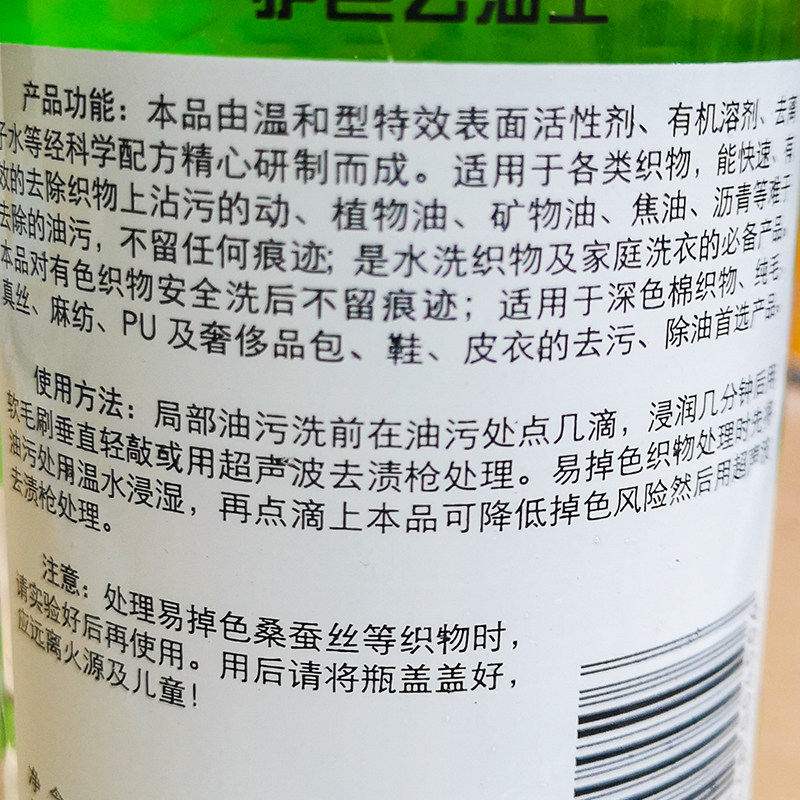 护色去油王
产品功能：本品由温和型特效表面活性剂、有机溶剂、去离
子水等经科学配方精心研制而成。适用于各类织物，能快速、有
效的去除织物上沾污的动、植物油、矿物油、焦油、沥青等难于
去除的油污，不留任何痕迹；是水洗织物及家庭洗衣的必备产品。
本品对有色织物安全洗后不留痕迹；适用于深色棉织物、纯毛、
真丝、麻纺、PU 及奢侈品包、鞋、皮衣的去污、除油首选产品。
使用方法：局部油污洗前在油污处点几滴，浸润几分钟后用
软毛刷垂直轻敲或用超声波去渍枪处理。易掉色织物处理时先将
油污处用温水浸湿，再点滴上本品可降低掉色风险然后用超声波
去渍枪处理。
注意：处理易掉色桑蚕丝等织物时，
请实验好后再使用。用后请将瓶盖盖好，
应远离火源及儿童！
净含